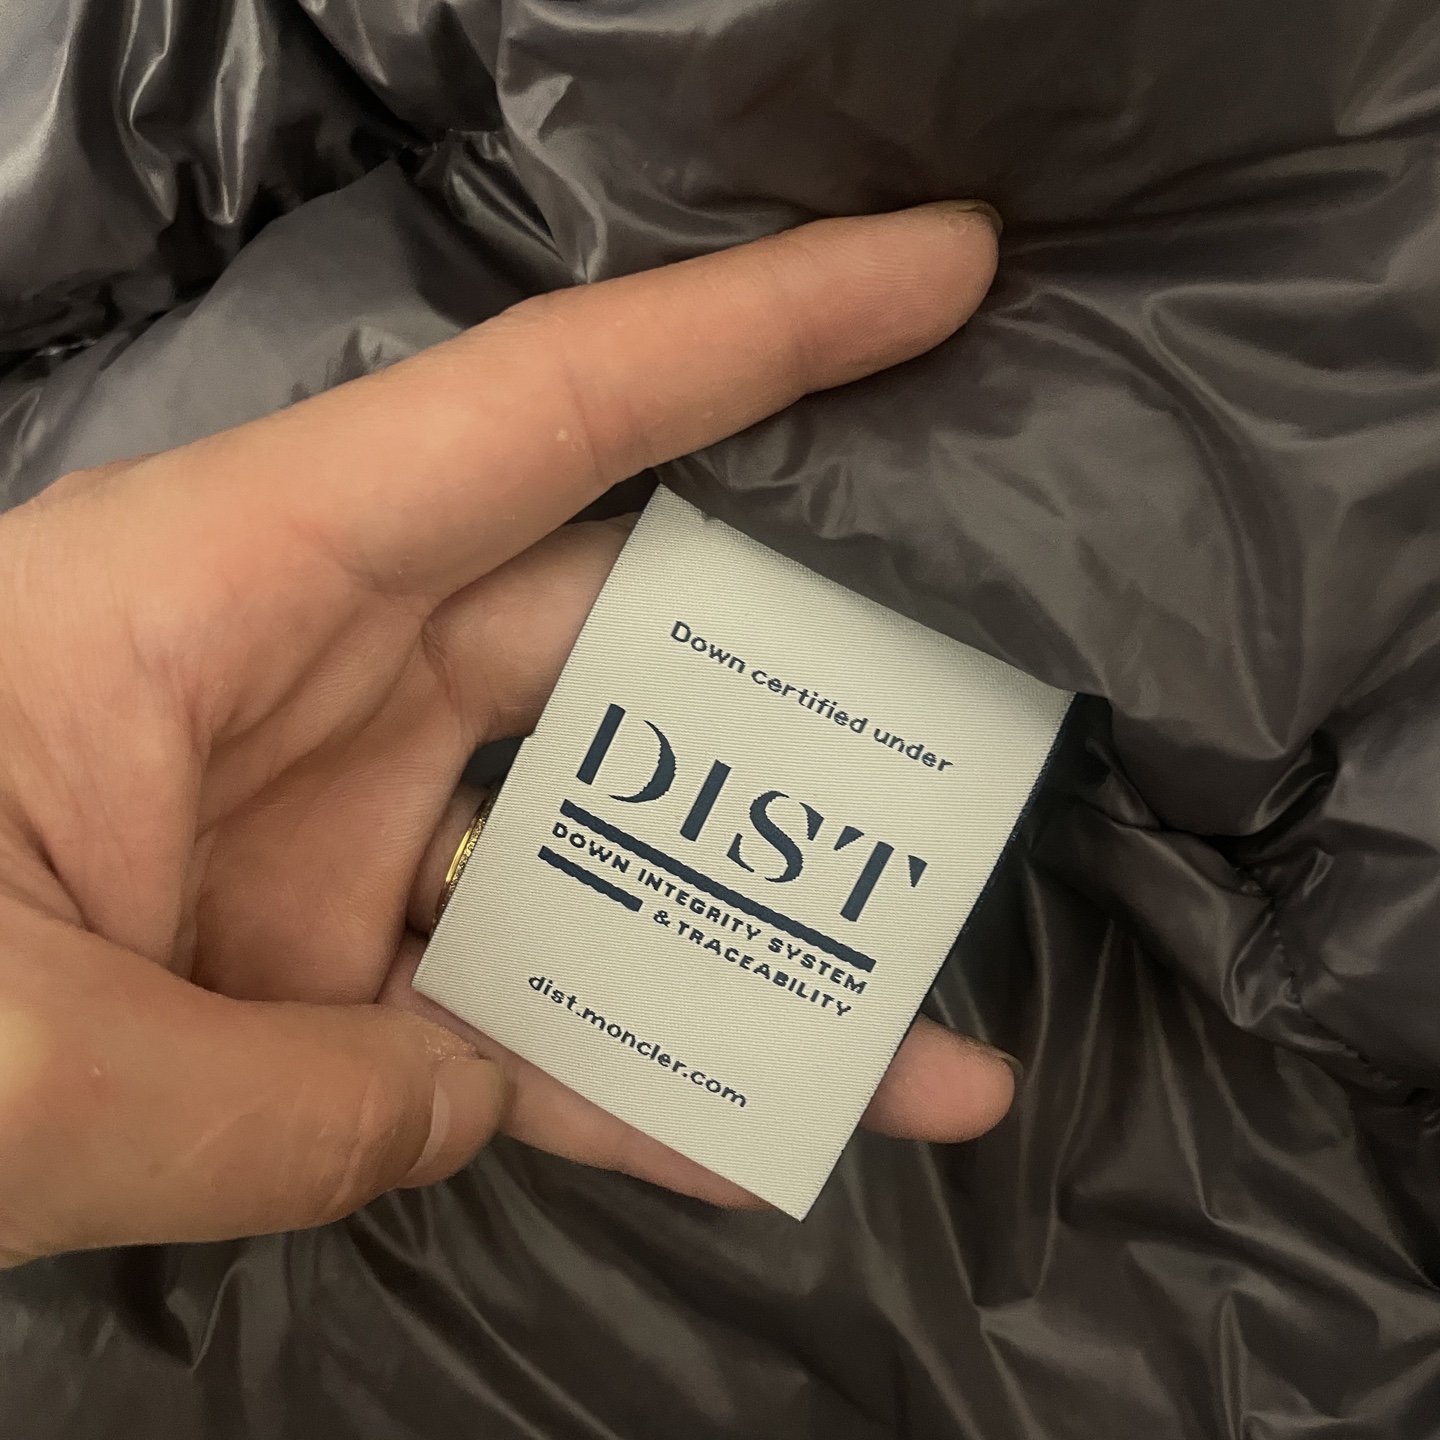 Down certified under
DIST
DOWN INTEGRITY SYSTEM
& TRACEABILITY
dist.moncler.com